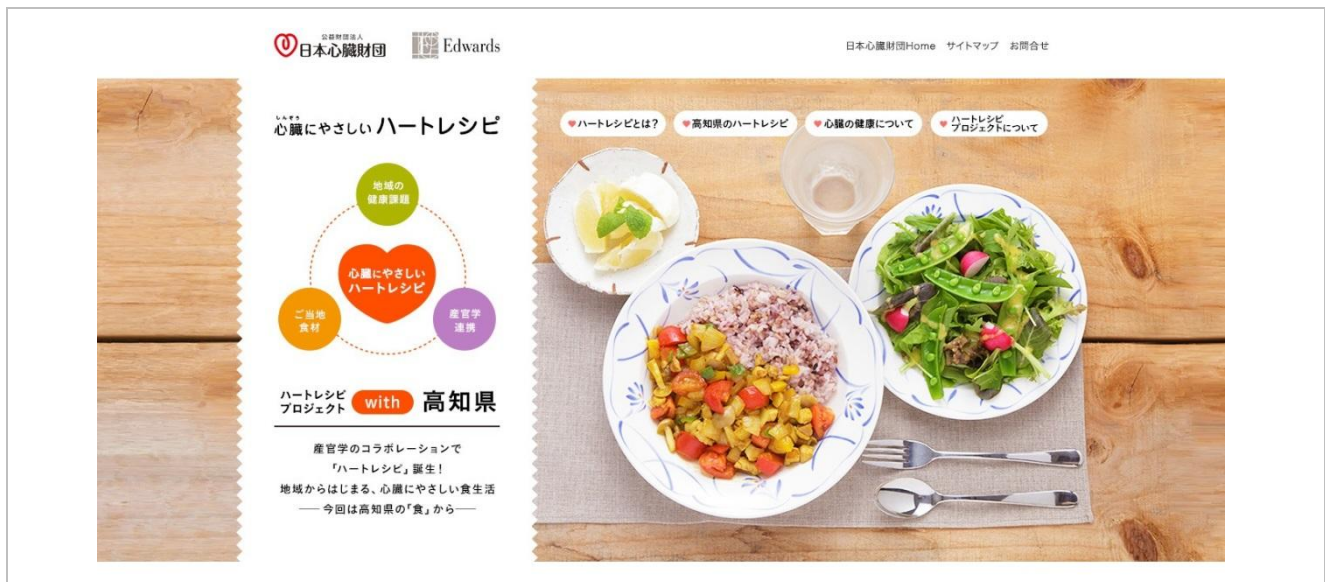 公益財団法人
日本心臓財団
Edwards
日本心臓財団Home サイトマップ お問合せ
しんぞう
心臓にやさしいハートレシピ
地域の
健康課題
心臓にやさしい
ハートレシピ
ご当地
食材
産官学
連携
ハートレシピ
プロジェクト
with
高知県
産官学のコラボレーションで
「ハートレシピ」誕生！
地域からはじまる、心臓にやさしい食生活
── 今回は高知県の「食」から──
ハートレシピとは？
高知県のハートレシピ
心臓の健康について
ハートレシピ
プロジェクトについて